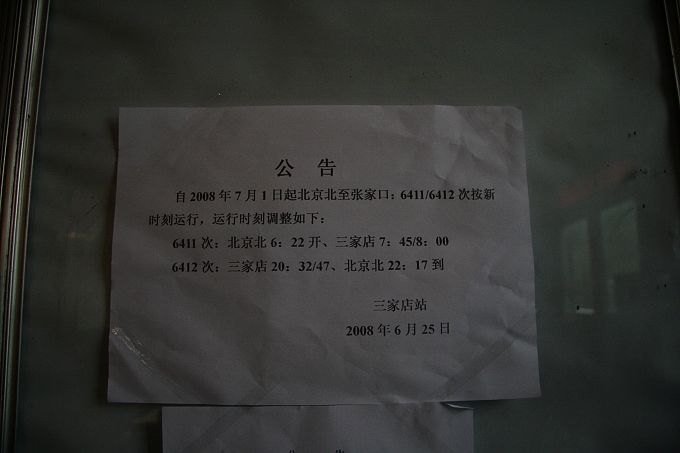 公 告
自 2008 年 7 月 1 日起北京北至张家口：6411/6412 次按新
时刻运行，运行时刻调整如下：
6411 次：北京北 6：22 开、三家店 7：45/8：00
6412 次：三家店 20：32/47、北京北 22：17 到
三家店站
2008 年 6 月 25 日